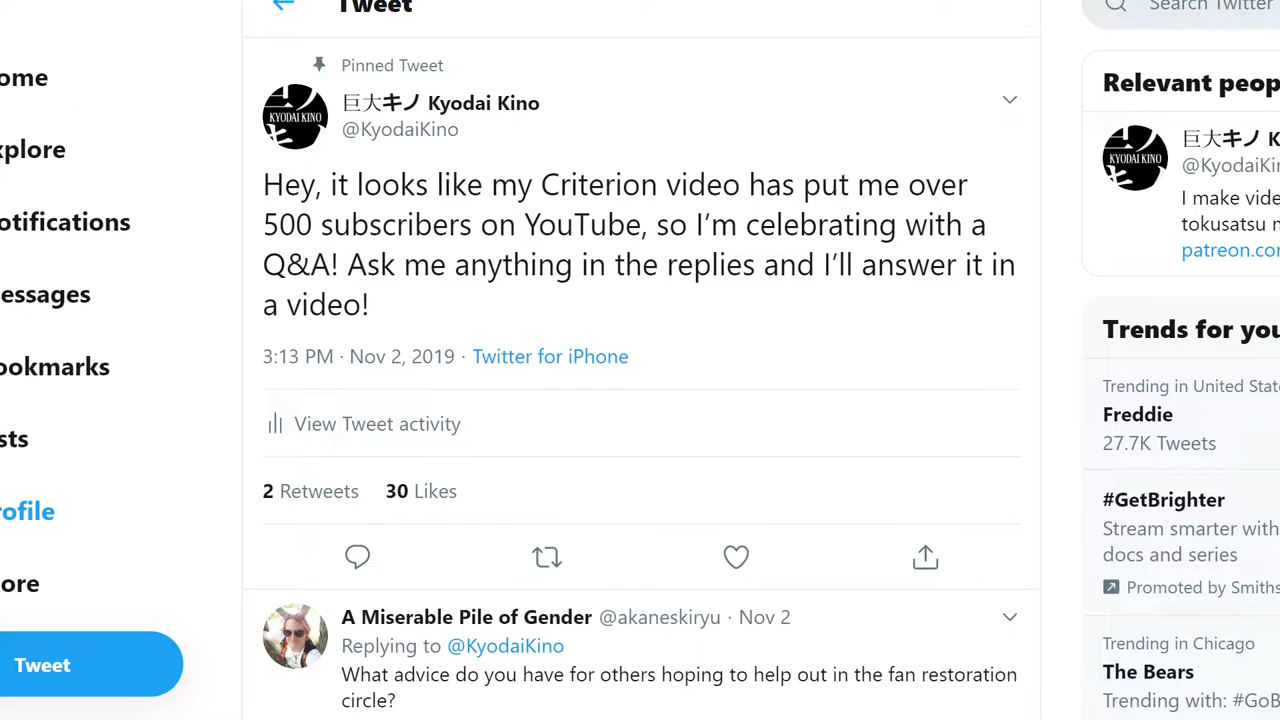 Tweet
Pinned Tweet
巨大キノ Kyodai Kino
@KyodaiKino
KYODAI KINO
Hey, it looks like my Criterion video has put me over
500 subscribers on YouTube, so I’m celebrating with a
Q&A! Ask me anything in the replies and I’ll answer it in
a video!
3:13 PM · Nov 2, 2019 · Twitter for iPhone
View Tweet activity
2 Retweets 30 Likes
A Miserable Pile of Gender @akaneskiryu · Nov 2
Replying to @KyodaiKino
What advice do you have for others hoping to help out in the fan restoration
circle?
ome
xplore
otifications
essages
ookmarks
sts
rofile
ore
Tweet
Search Twitter
Relevant peop
巨大キノ K
@KyodaiKin
KYODAI KINO
I make vide
tokusatsu m
patreon.co
Trends for you
Trending in United State
Freddie
27.7K Tweets
#GetBrighter
Stream smarter with
docs and series
Promoted by Smiths
Trending in Chicago
The Bears
Trending with: #GoB